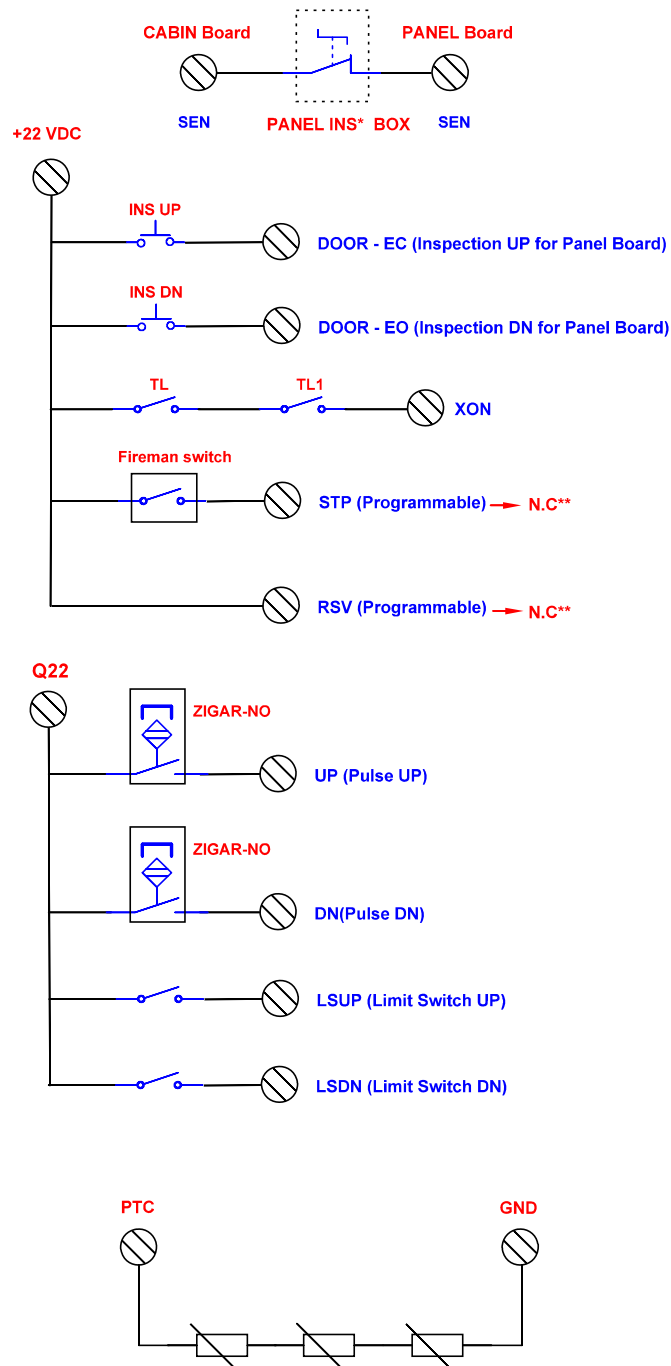 CABIN Board
PANEL Board
SEN
PANEL INS* BOX
SEN
+22 VDC
INS UP
DOOR - EC (Inspection UP for Panel Board)
INS DN
DOOR - EO (Inspection DN for Panel Board)
TL
TL1
XON
Fireman switch
STP (Programmable)
N.C**
RSV (Programmable)
N.C**
Q22
ZIGAR-NO
UP (Pulse UP)
ZIGAR-NO
DN(Pulse DN)
LSUP (Limit Switch UP)
LSDN (Limit Switch DN)
PTC
GND